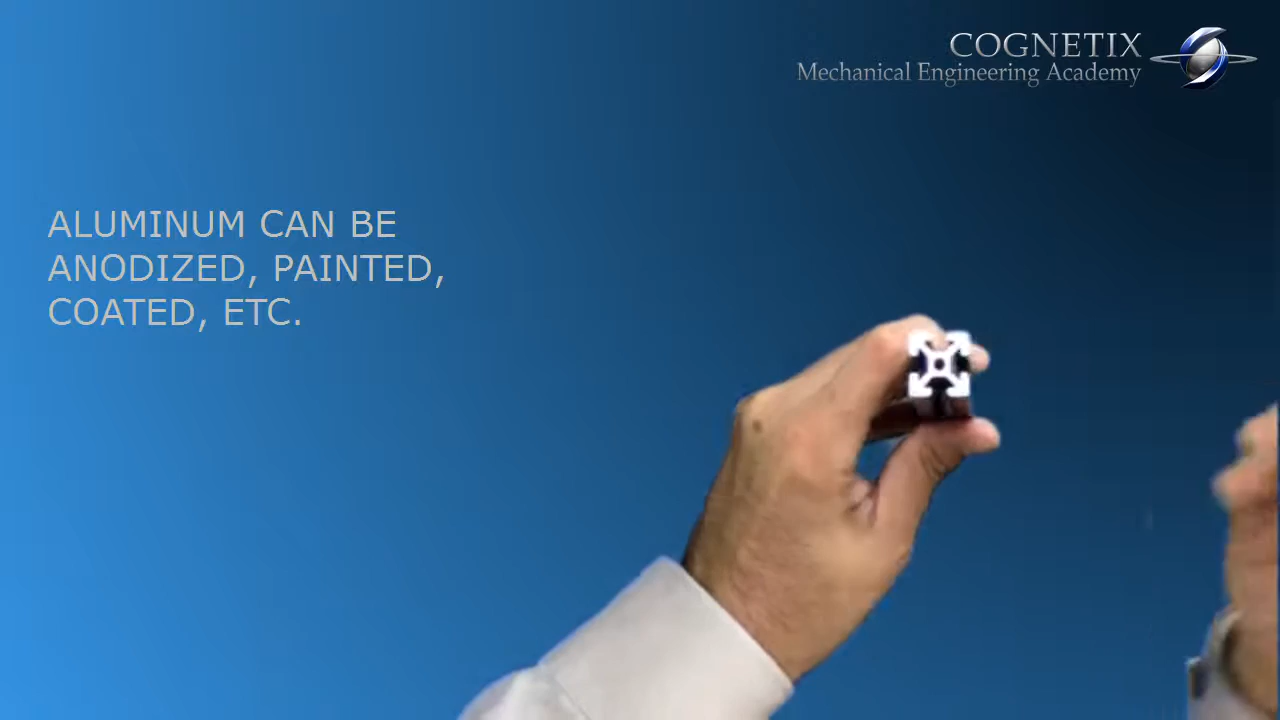 COGNETIX
Mechanical Engineering Academy
ALUMINUM CAN BE
ANODIZED, PAINTED,
COATED, ETC.